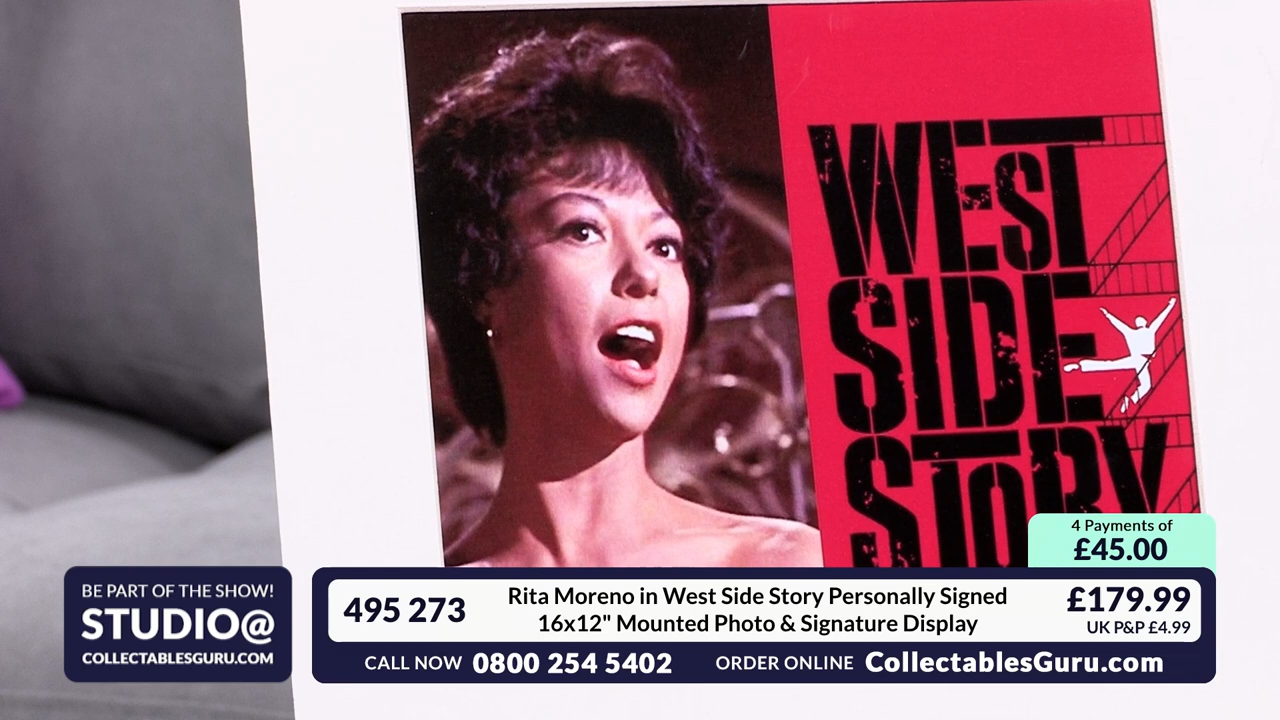 WEST
SIDE
STORY
4 Payments of
£45.00
BE PART OF THE SHOW!
STUDIO@
COLLECTABLESGURU.COM
495 273
Rita Moreno in West Side Story Personally Signed
16x12" Mounted Photo & Signature Display
£179.99
UK P&P £4.99
CALL NOW 0800 254 5402
ORDER ONLINE CollectablesGuru.com